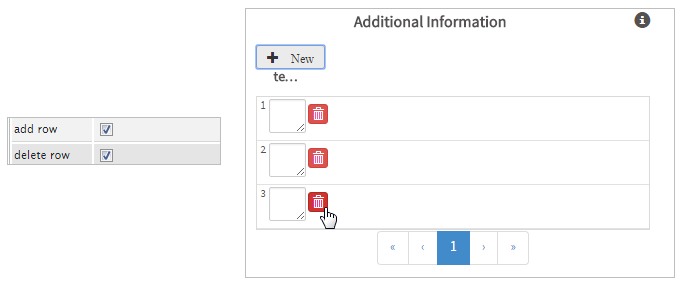 add row
delete row
Additional Information
New
te...
1
2
3
« ‹ 1 › »